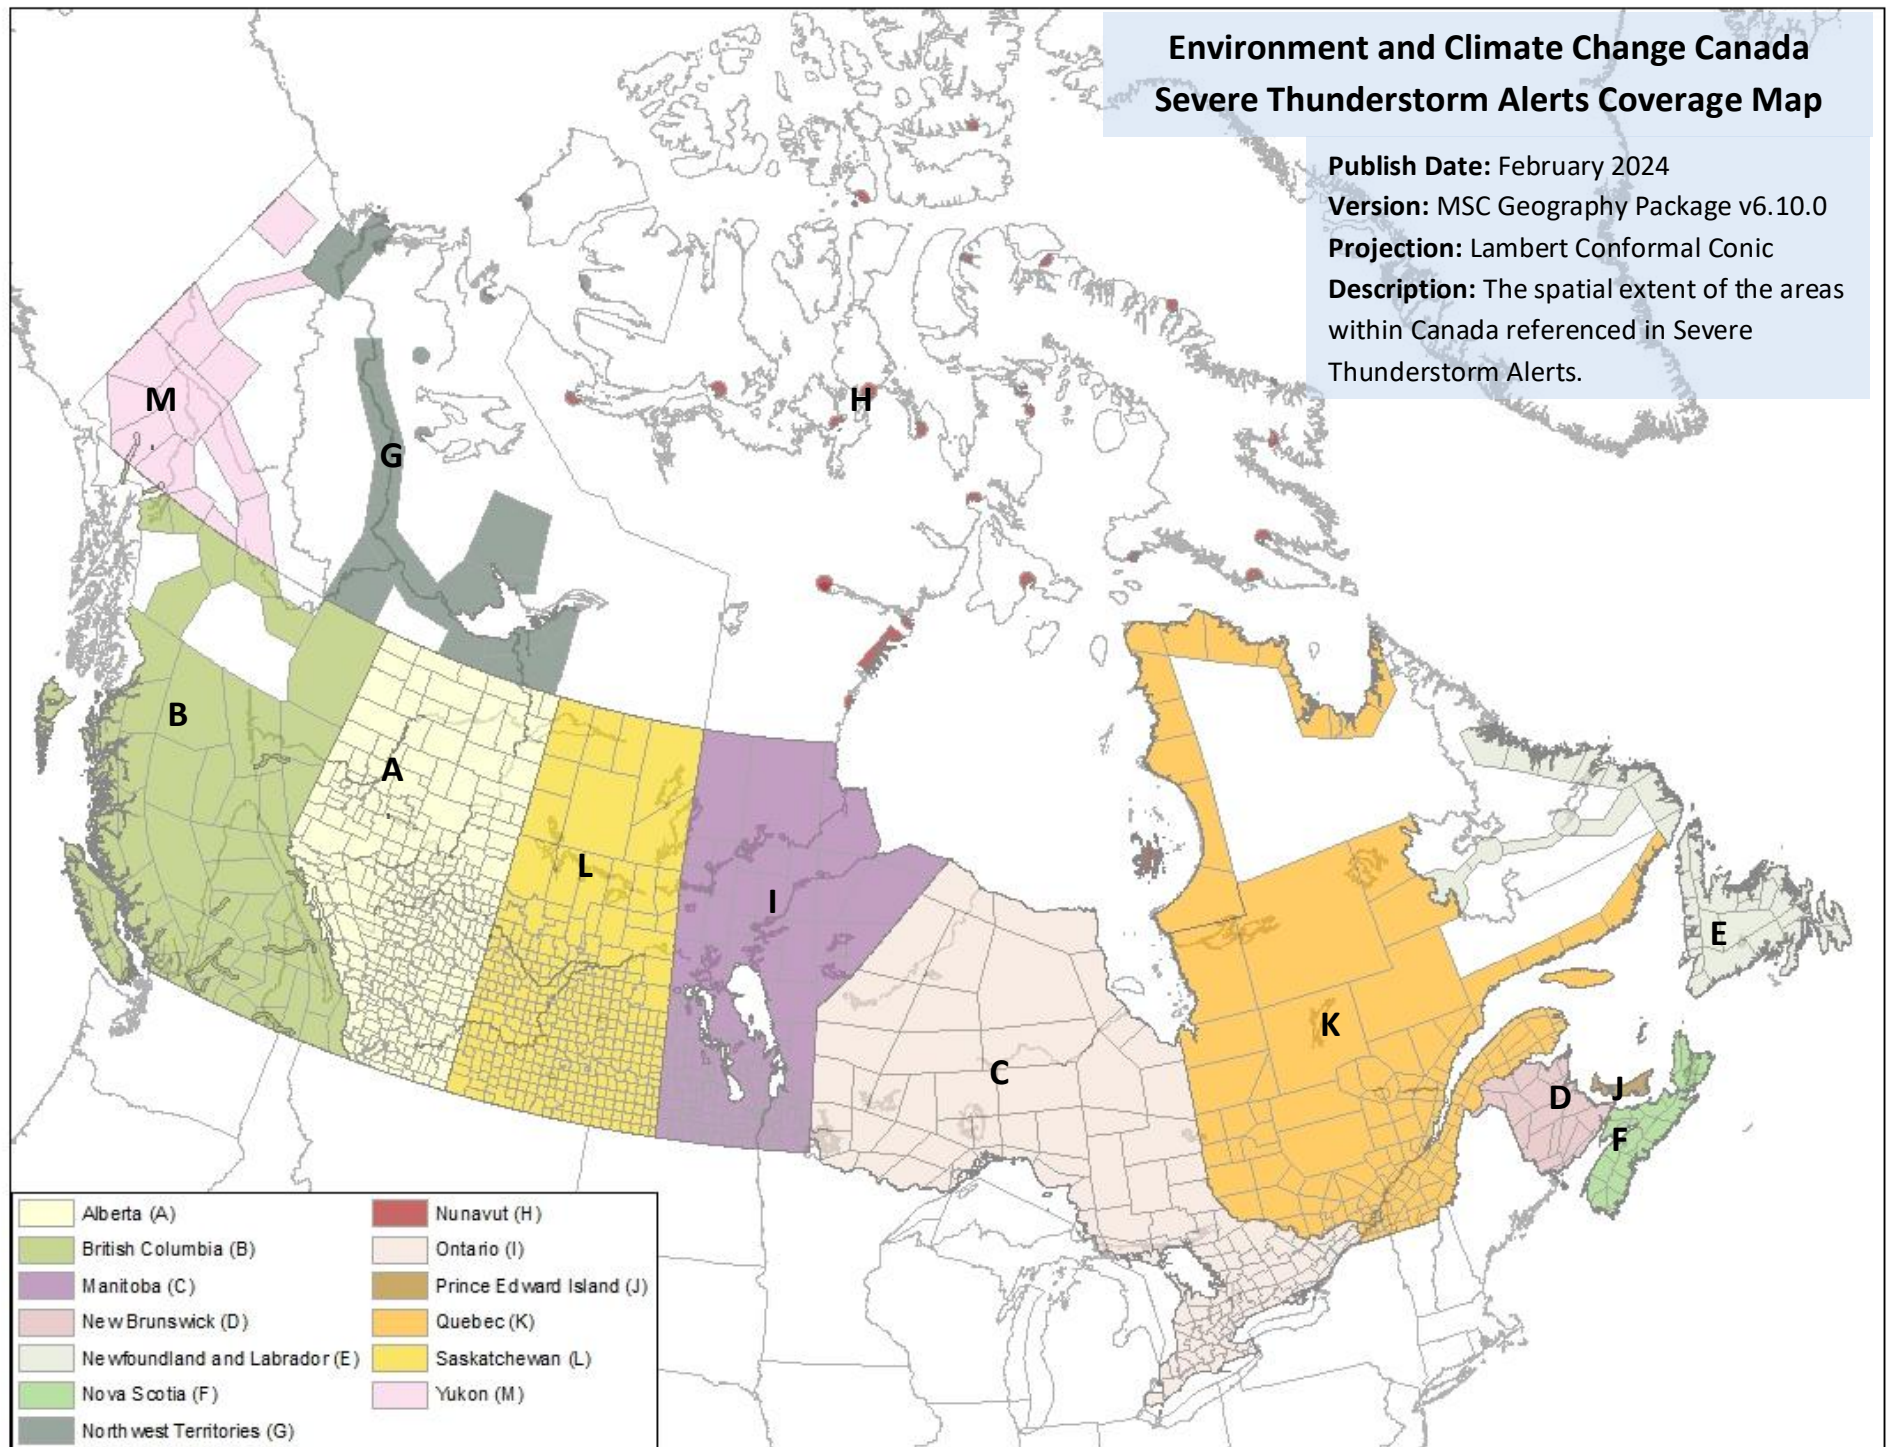 Environment and Climate Change Canada
Severe Thunderstorm Alerts Coverage Map
Publish Date: February 2024
Version: MSC Geography Package v6.10.0
Projection: Lambert Conformal Conic
Description: The spatial extent of the areas
within Canada referenced in Severe
Thunderstorm Alerts.
M
H
G
B
A
L
I
E
K
C
D
J
F
Alberta (A)
British Columbia (B)
Manitoba (C)
New Brunswick (D)
Newfoundland and Labrador (E)
Nova Scotia (F)
Northwest Territories (G)
Nunavut (H)
Ontario (I)
Prince Edward Island (J)
Quebec (K)
Saskatchewan (L)
Yukon (M)